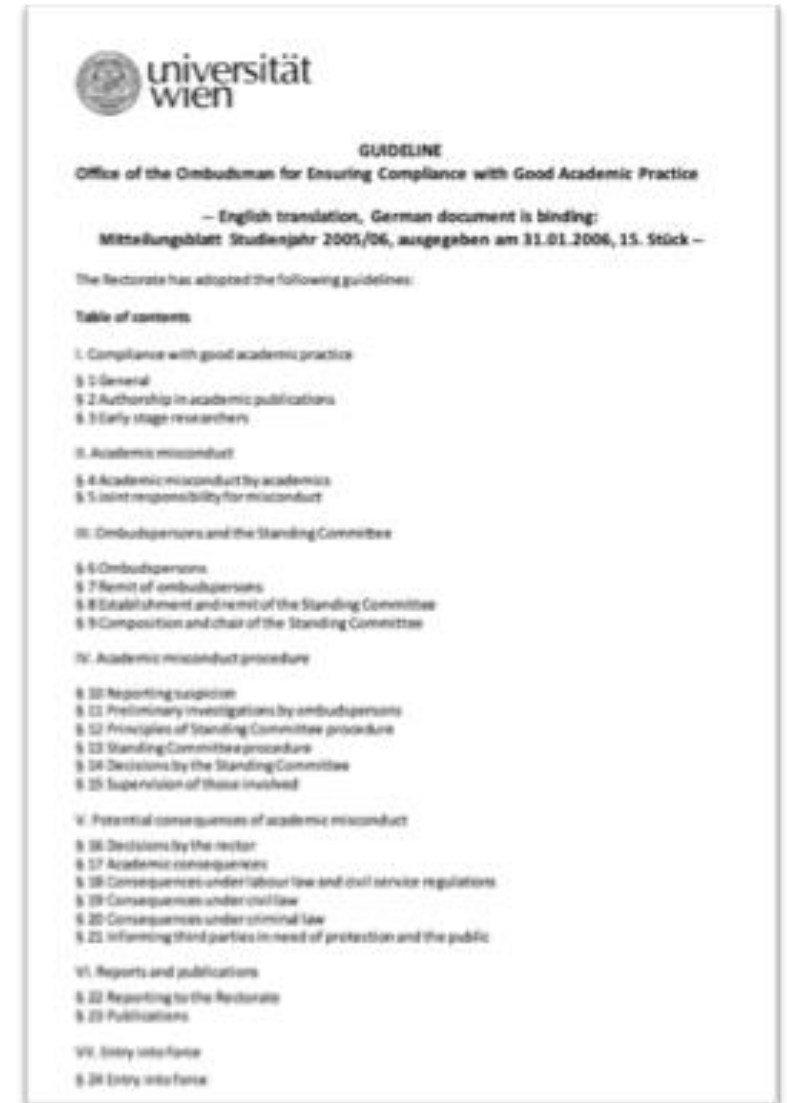 universität
wien
GUIDELINE
Office of the Ombudsman for Ensuring Compliance with Good Academic Practice
-- English translation, German document is binding:
Mitteilungsblatt Studienjahr 2005/06, ausgegeben am 31.01.2006, 15. Stück --
The Rectorate has adopted the following guidelines:
Table of contents
I. Compliance with good academic practice
§ 1 General
§ 2 Authorship in academic publications
§ 3 Early stage researchers
II. Academic misconduct
§ 4 Academic misconduct by academics
§ 5 Joint responsibility for misconduct
III. Ombudspersons and the Standing Committee
§ 6 Ombudspersons
§ 7 Remit of ombudspersons
§ 8 Establishment and remit of the Standing Committee
§ 9 Composition and chair of the Standing Committee
IV. Academic misconduct procedure
§ 10 Reporting suspicion
§ 11 Preliminary investigations by ombudspersons
§ 12 Principles of Standing Committee procedure
§ 13 Standing Committee procedure
§ 14 Decisions by the Standing Committee
§ 15 Supervision of those involved
V. Potential consequences of academic misconduct
§ 16 Decisions by the rector
§ 17 Academic consequences
§ 18 Consequences under labour law and civil service regulations
§ 19 Consequences under civil law
§ 20 Consequences under criminal law
§ 21 Informing third parties in need of protection and the public
VI. Reports and publications
§ 22 Reporting to the Rectorate
§ 23 Publications
VII. Entry into force
§ 24 Entry into force